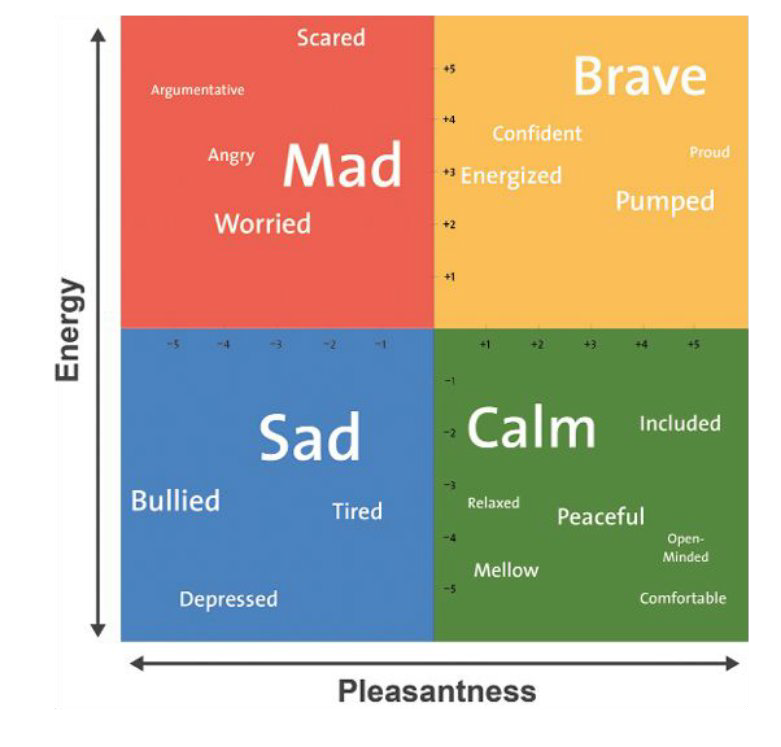 Scared
Argumentative
Angry
Mad
Worried
+5
Brave
+4
Confident
Proud
+3
Energized
Pumped
+2
+1
Energy
-5 -4 -3 -2 -1
+1 +2 +3 +4 +5
Sad
Bullied
Tired
Depressed
-1
-2
Calm
Included
-3
Relaxed
Peaceful
-4
Open-
Minded
Mellow
-5
Comfortable
Pleasantness